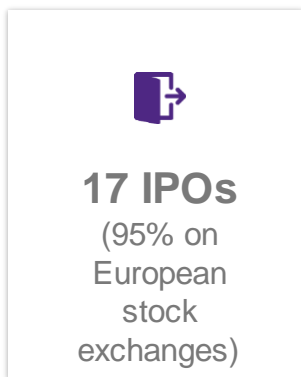 17 IPOs
(95% on
European
stock
exchanges)